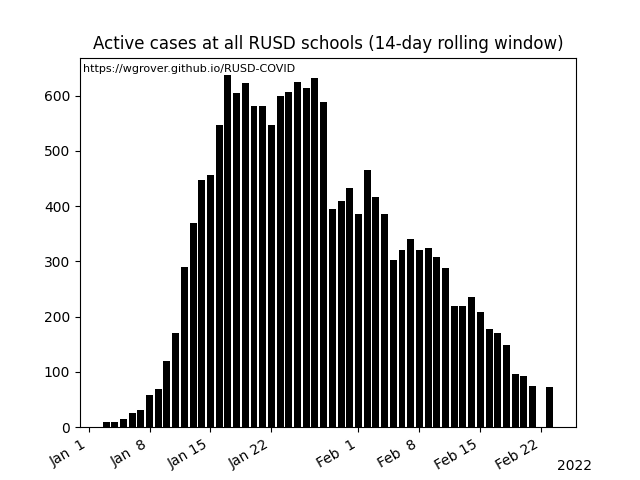 Active cases at all RUSD schools (14-day rolling window)
https://wgrover.github.io/RUSD-COVID
600
500
400
300
200
100
0
Jan 1
Jan 8
Jan 15
Jan 22
Feb 1
Feb 8
Feb 15
Feb 22
2022